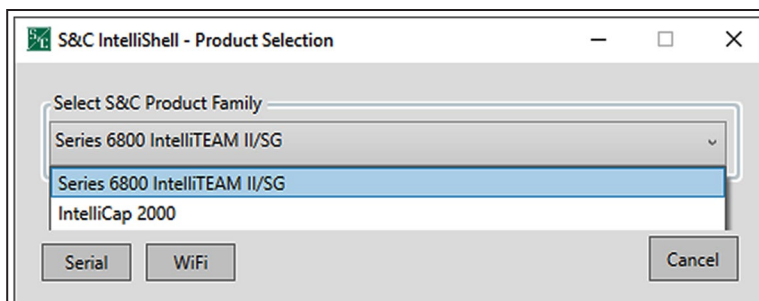 S&C IntelliShell - Product Selection
Select S&C Product Family
Series 6800 IntelliTEAM II/SG
Series 6800 IntelliTEAM II/SG
IntelliCap 2000
Serial WiFi Cancel